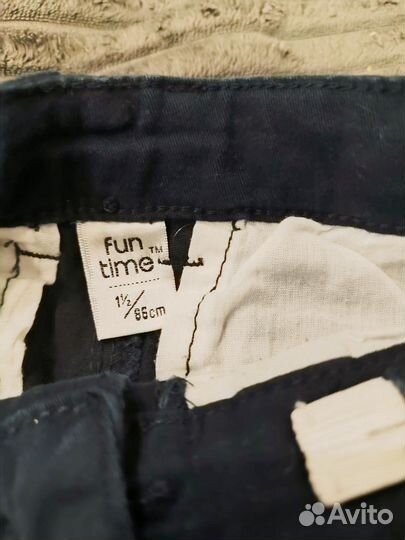 fun
time™
1½/
86cm
Avito